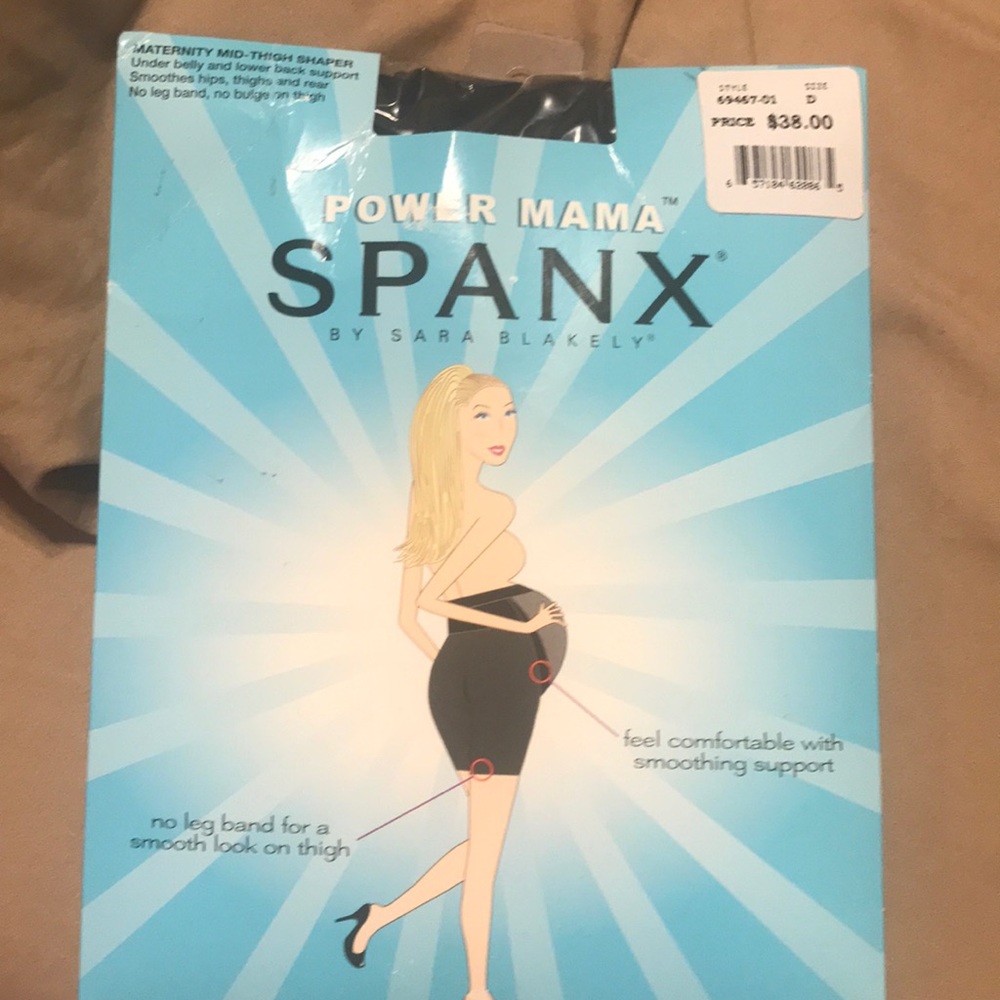 MATERNITY MID-THIGH SHAPER
Under belly and lower back support
Smoothes hips, thighs and rear
No leg band, no bulge on thigh
STYLE SIZE
69467-01 D
PRICE $38.00
POWER MAMA™
SPANX®
BY SARA BLAKELY®
feel comfortable with
smoothing support
no leg band for a
smooth look on thigh